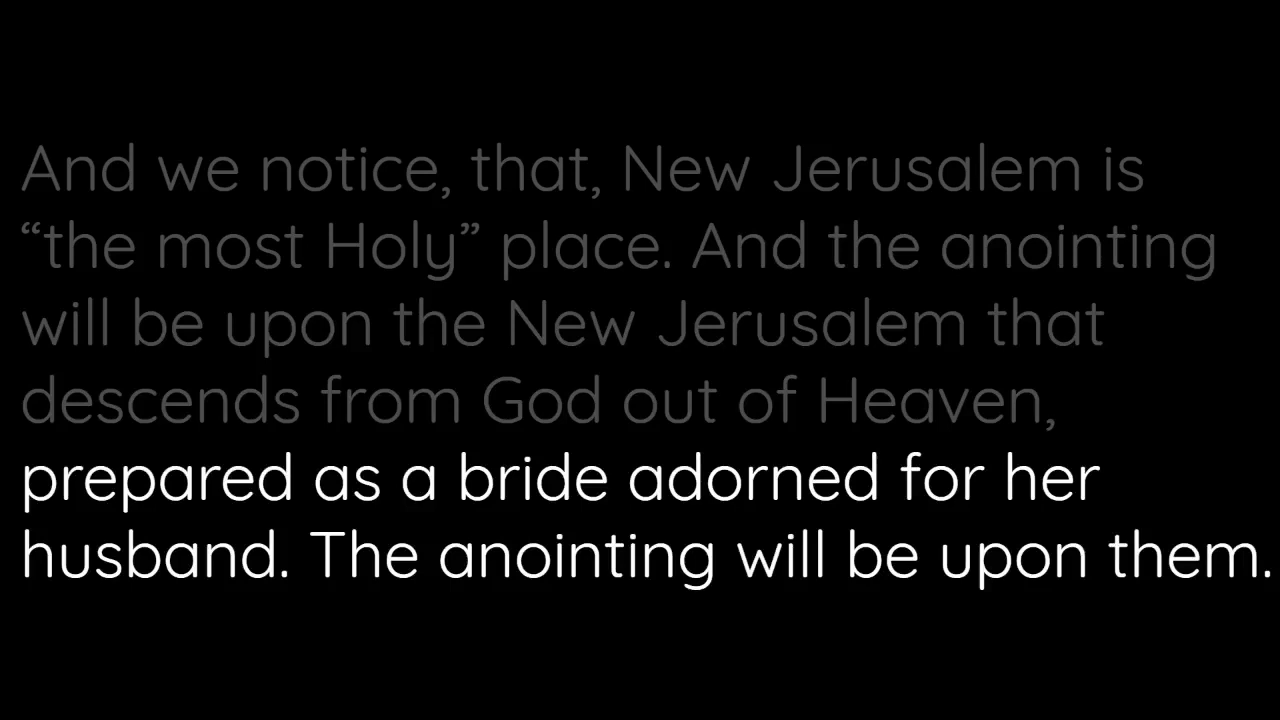 And we notice, that, New Jerusalem is
“the most Holy” place. And the anointing
will be upon the New Jerusalem that
descends from God out of Heaven,
prepared as a bride adorned for her
husband. The anointing will be upon them.